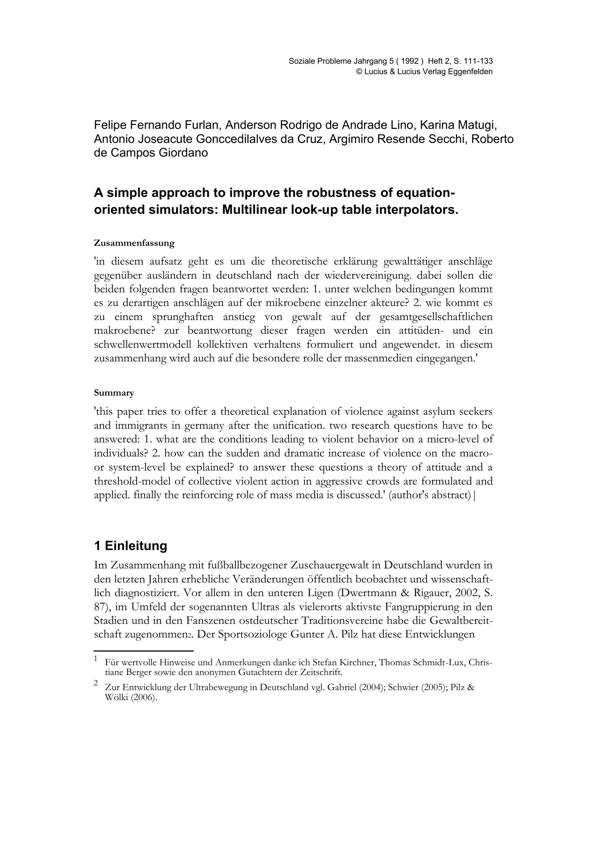 Soziale Probleme Jahrgang 5 ( 1992 ) Heft 2, S. 111-133
© Lucius & Lucius Verlag Eggenfelden
Felipe Fernando Furlan, Anderson Rodrigo de Andrade Lino, Karina Matugi,
Antonio Joseacute Gonccedilalves da Cruz, Argimiro Resende Secchi, Roberto
de Campos Giordano
A simple approach to improve the robustness of equation-
oriented simulators: Multilinear look-up table interpolators.
Zusammenfassung
'in diesem aufsatz geht es um die theoretische erklärung gewalttätiger anschläge
gegenüber ausländern in deutschland nach der wiedervereinigung. dabei sollen die
beiden folgenden fragen beantwortet werden: 1. unter welchen bedingungen kommt
es zu derartigen anschlägen auf der mikroebene einzelner akteure? 2. wie kommt es
zu einem sprunghaften anstieg von gewalt auf der gesamtgesellschaftlichen
makroebene? zur beantwortung dieser fragen werden ein attitüden- und ein
schwellenwertmodell kollektiven verhaltens formuliert und angewendet. in diesem
zusammenhang wird auch auf die besondere rolle der massenmedien eingegangen.'
Summary
'this paper tries to offer a theoretical explanation of violence against asylum seekers
and immigrants in germany after the unification. two research questions have to be
answered: 1. what are the conditions leading to violent behavior on a micro-level of
individuals? 2. how can the sudden and dramatic increase of violence on the macro-
or system-level be explained? to answer these questions a theory of attitude and a
threshold-model of collective violent action in aggressive crowds are formulated and
applied. finally the reinforcing role of mass media is discussed.' (author's abstract)|
1 Einleitung
Im Zusammenhang mit fußballbezogener Zuschauergewalt in Deutschland wurden in
den letzten Jahren erhebliche Veränderungen öffentlich beobachtet und wissenschaft-
lich diagnostiziert. Vor allem in den unteren Ligen (Dwertmann & Rigauer, 2002, S.
87), im Umfeld der sogenannten Ultras als vielerorts aktivste Fangruppierung in den
Stadien und in den Fanszenen ostdeutscher Traditionsvereine habe die Gewaltbereit-
schaft zugenommen2. Der Sportsoziologe Gunter A. Pilz hat diese Entwicklungen
1 Für wertvolle Hinweise und Anmerkungen danke ich Stefan Kirchner, Thomas Schmidt-Lux, Chris-
tiane Berger sowie den anonymen Gutachtern der Zeitschrift.
2 Zur Entwicklung der Ultrabewegung in Deutschland vgl. Gabriel (2004); Schwier (2005); Pilz &
Wölki (2006).